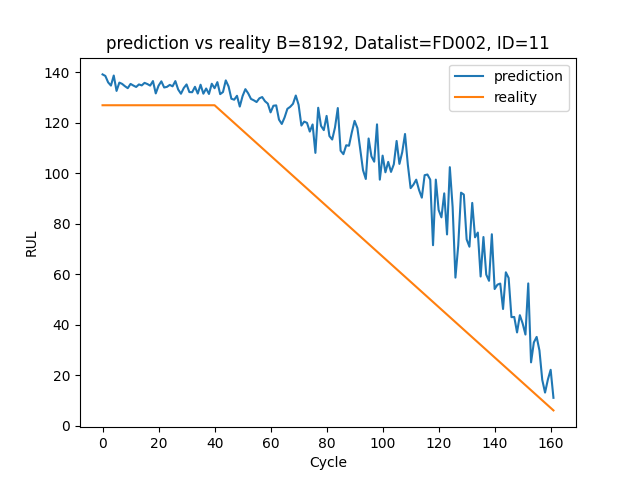 prediction vs reality B=8192, Datalist=FD002, ID=11
prediction
reality
140
120
100
80
60
40
20
0
RUL
0 20 40 60 80 100 120 140 160
Cycle